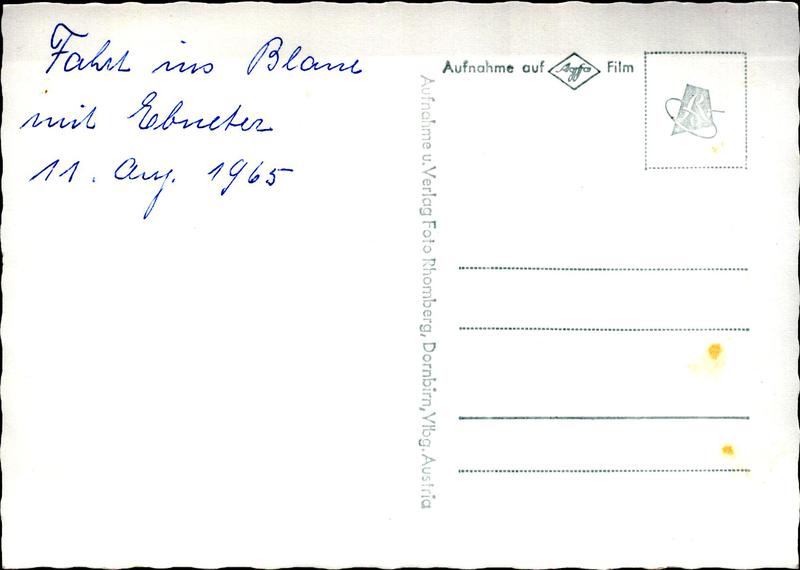 Fahrt ins Blaue
mit Ebneter
11. Aug. 1965
Aufnahme auf Agfa Film
Aufnahme u. Verlag Foto Rhomberg, Dornbirn, Vlbg. Austria